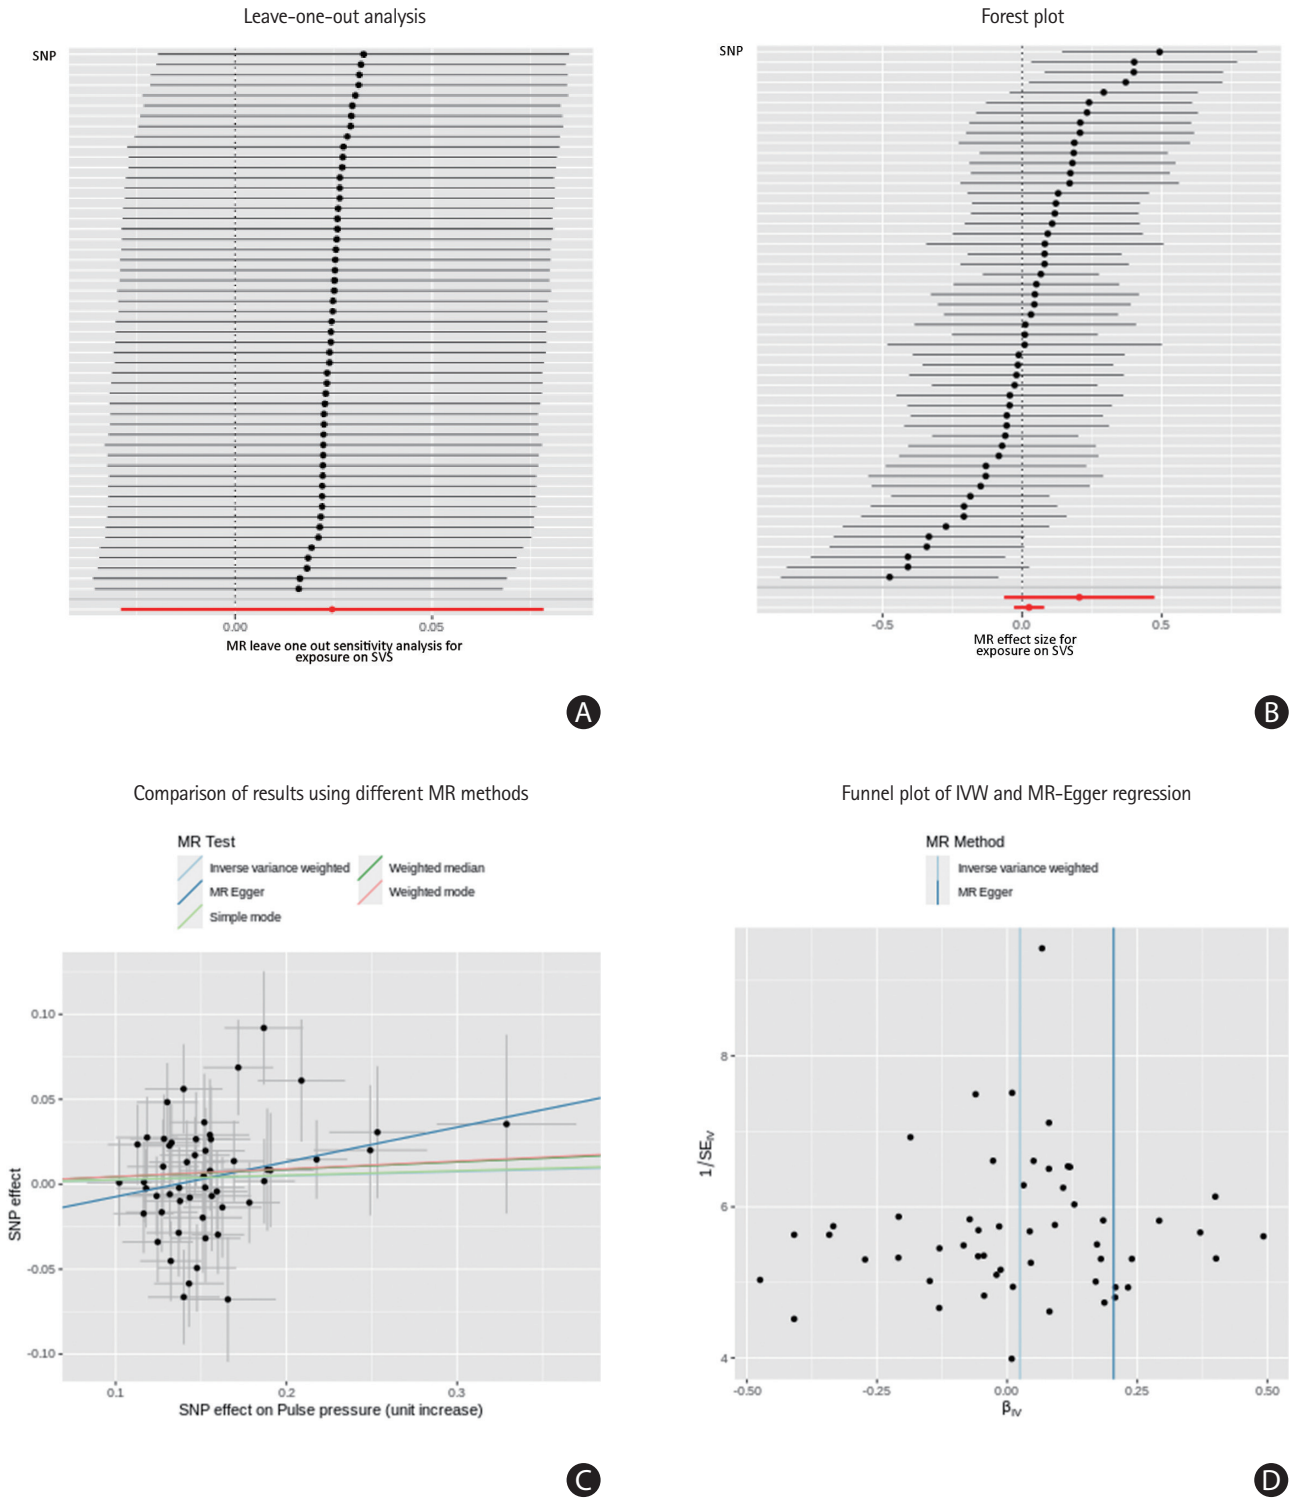 Leave-one-out analysis
SNP
0.00 0.05
MR leave one out sensitivity analysis for
exposure on SVS
A
Forest plot
SNP
-0.5 0.0 0.5
MR effect size for
exposure on SVS
B
Comparison of results using different MR methods
MR Test
Inverse variance weighted Weighted median
MR Egger Weighted mode
Simple mode
SNP effect
0.10
0.05
0.00
-0.05
-0.10
0.1 0.2 0.3
SNP effect on Pulse pressure (unit increase)
C
Funnel plot of IVW and MR-Egger regression
MR Method
Inverse variance weighted
MR Egger
1/SE_IV
8
6
4
-0.50 -0.25 0.00 0.25 0.50
β_IV
D